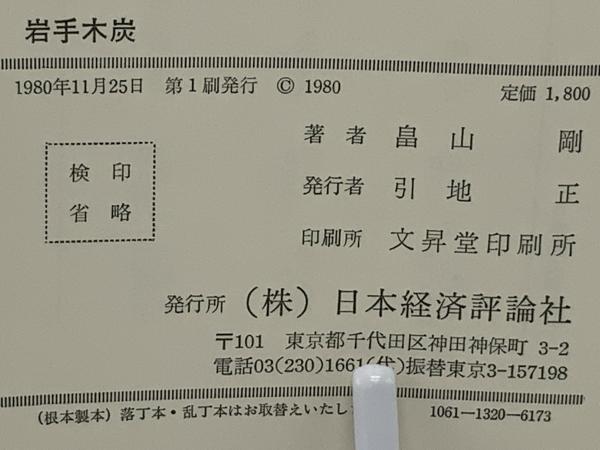 岩手木炭
1980年11月25日 第1刷発行 © 1980
定価 1,800
検印
省略
著者 畠山 剛
発行者 引地 正
印刷所 文昇堂印刷所
発行所 (株) 日本経済評論社
〒101 東京都千代田区神田神保町 3-2
電話03(230)1661(代)振替東京3-157198
(根本製本) 落丁本・乱丁本はお取替えいたし
1061-1320-6173